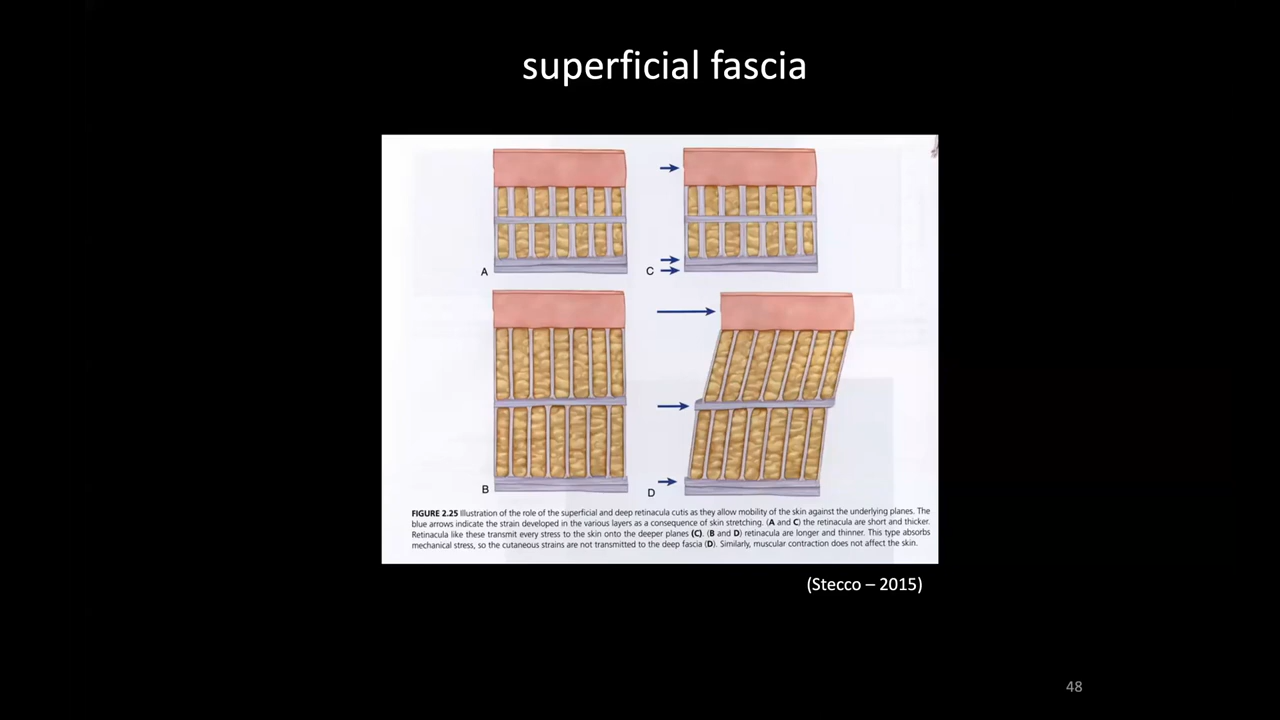 superficial fascia
A
C
B
D
FIGURE 2.25 Illustration of the role of the superficial and deep retinacula cutis as they allow mobility of the skin against the underlying planes. The
blue arrows indicate the strain developed in the various layers as a consequence of skin stretching. (A and C) the retinacula are short and thicker.
Retinacula like these transmit every stress to the skin onto the deeper planes (C). (B and D) retinacula are longer and thinner. This type absorbs
mechanical stress, so the cutaneous strains are not transmitted to the deep fascia (D). Similarly, muscular contraction does not affect the skin.
(Stecco – 2015)
48